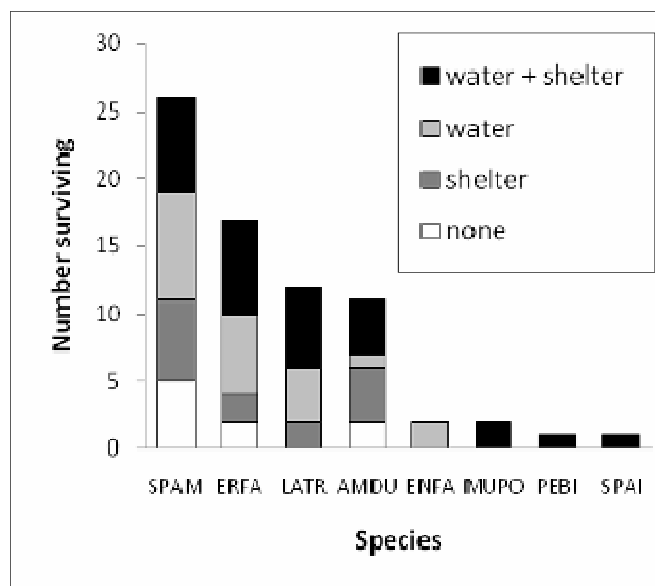 30
25
20
15
10
5
0
Number surviving
water + shelter
water
shelter
none
SPAM ERFA LATR AMDU ENFA MUPO PEBI SPAI
Species